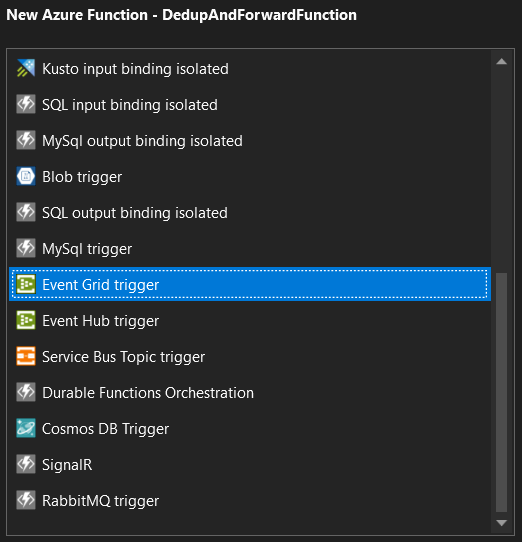 New Azure Function - DedupAndForwardFunction
Kusto input binding isolated
SQL input binding isolated
MySql output binding isolated
Blob trigger
SQL output binding isolated
MySql trigger
Event Grid trigger
Event Hub trigger
Service Bus Topic trigger
Durable Functions Orchestration
Cosmos DB Trigger
SignalR
RabbitMQ trigger